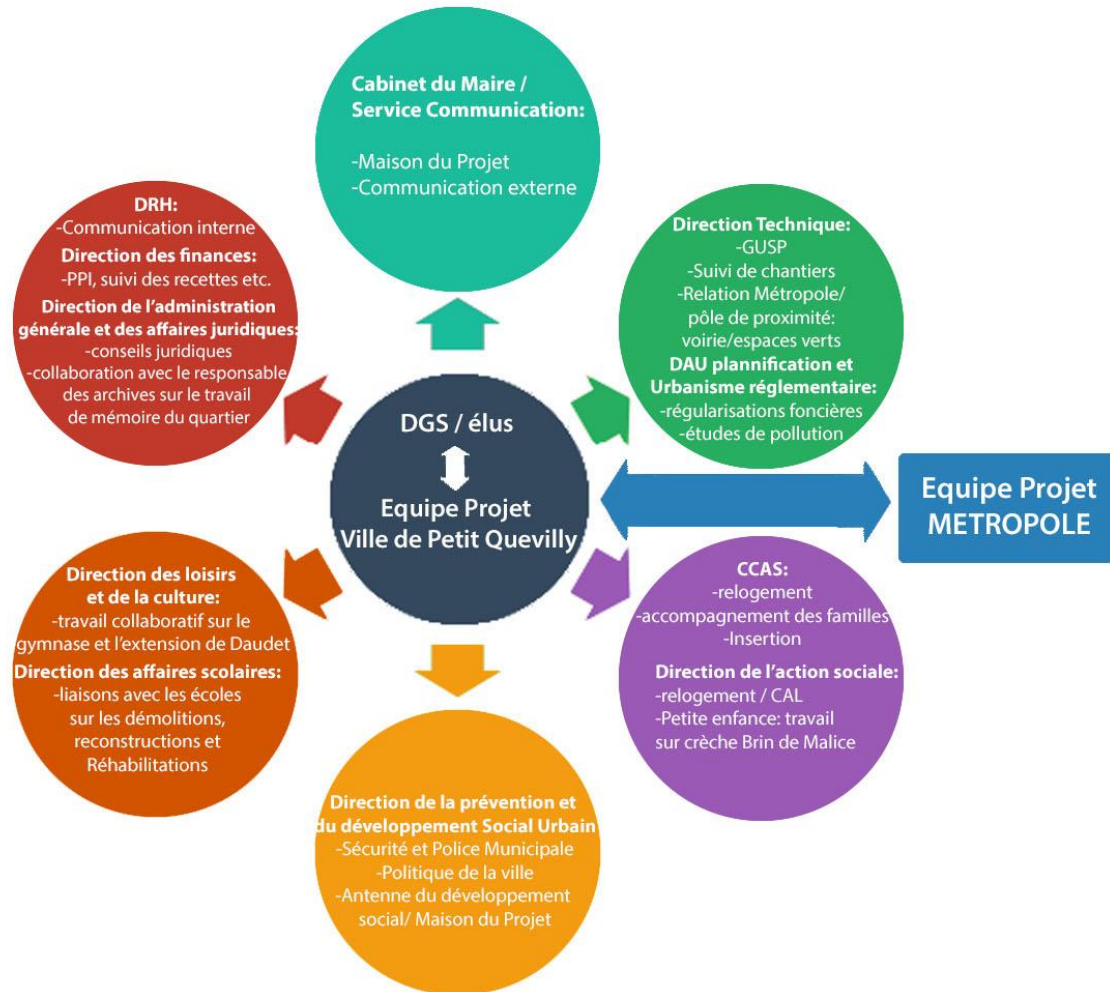 Cabinet du Maire /
Service Communication:
-Maison du Projet
-Communication externe
DRH:
-Communication interne
Direction des finances:
-PPI, suivi des recettes etc.
Direction de l'administration
générale et des affaires juridiques:
-conseils juridiques
-collaboration avec le responsable
des archives sur le travail
de mémoire du quartier
Direction Technique:
-GUSP
-Suivi de chantiers
-Relation Métropole/
pôle de proximité:
voirie/espaces verts
DAU plannification et
Urbanisme réglementaire:
-régularisations foncières
-études de pollution
DGS / élus
Equipe Projet
Ville de Petit Quevilly
Equipe Projet
METROPOLE
Direction des loisirs
et de la culture:
-travail collaboratif sur le
gymnase et l'extension de Daudet
Direction des affaires scolaires:
-liaisons avec les écoles
sur les démolitions,
reconstructions et
Réhabilitations
CCAS:
-relogement
-accompagnement des familles
-Insertion
Direction de l'action sociale:
-relogement / CAL
-Petite enfance: travail
sur crèche Brin de Malice
Direction de la prévention et
du développement Social Urbain
-Sécurité et Police Municipale
-Politique de la ville
-Antenne du développement
social/ Maison du Projet